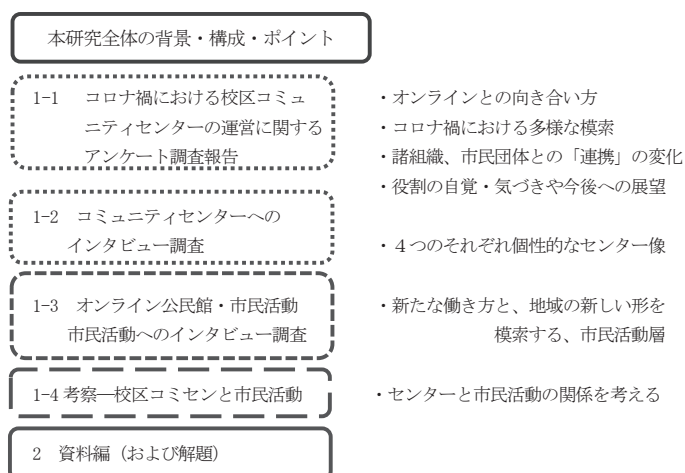 本研究全体の背景・構成・ポイント
1-1 コロナ禍における校区コミュ
ニティセンターの運営に関する
アンケート調査報告
・オンラインとの向き合い方
・コロナ禍における多様な模索
・諸組織、市民団体との「連携」の変化
・役割の自覚・気づきや今後への展望
1-2 コミュニティセンターへの
インタビュー調査
・４つのそれぞれ個性的なセンター像
1-3 オンライン公民館・市民活動
市民活動へのインタビュー調査
・新たな働き方と、地域の新しい形を
模索する、市民活動層
1-4 考察―校区コミセンと市民活動
・センターと市民活動の関係を考える
2 資料編（および解題）